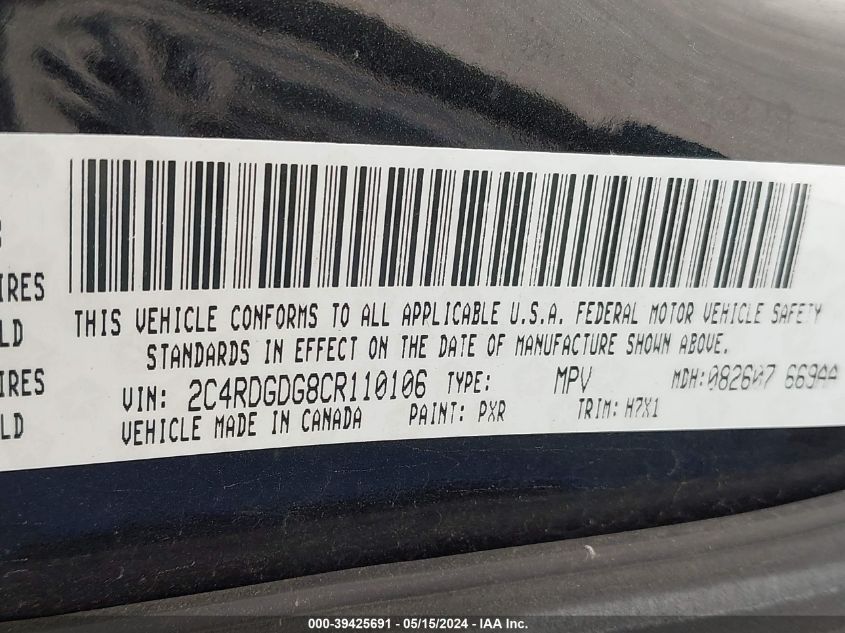 IRES
LD
IRES
LD
THIS VEHICLE CONFORMS TO ALL APPLICABLE U.S.A. FEDERAL MOTOR VEHICLE SAFETY
STANDARDS IN EFFECT ON THE DATE OF MANUFACTURE SHOWN ABOVE.
VIN: 2C4RDGDG8CR110106 TYPE: MPV MDH:082607 669AA
VEHICLE MADE IN CANADA PAINT: PXR TRIM: H7X1
000-39425691 - 05/15/2024 - IAA Inc.